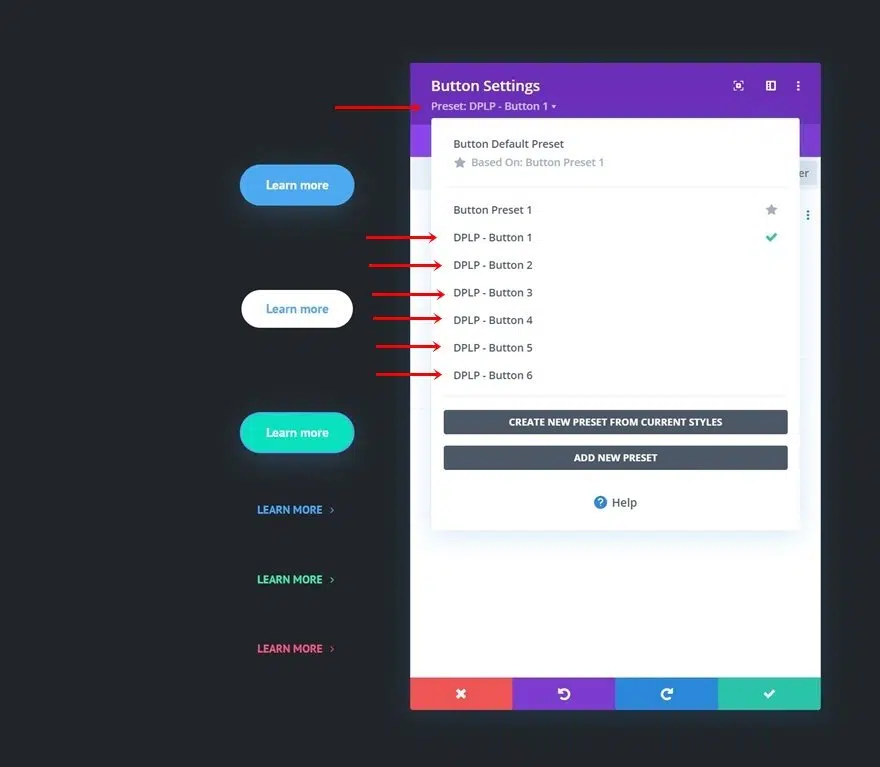 Button Settings
Preset: DPLP - Button 1
Button Default Preset
Based On: Button Preset 1
er
Button Preset 1
DPLP - Button 1
DPLP - Button 2
DPLP - Button 3
DPLP - Button 4
DPLP - Button 5
DPLP - Button 6
CREATE NEW PRESET FROM CURRENT STYLES
ADD NEW PRESET
? Help
Learn more
Learn more
Learn more
LEARN MORE >
LEARN MORE >
LEARN MORE >